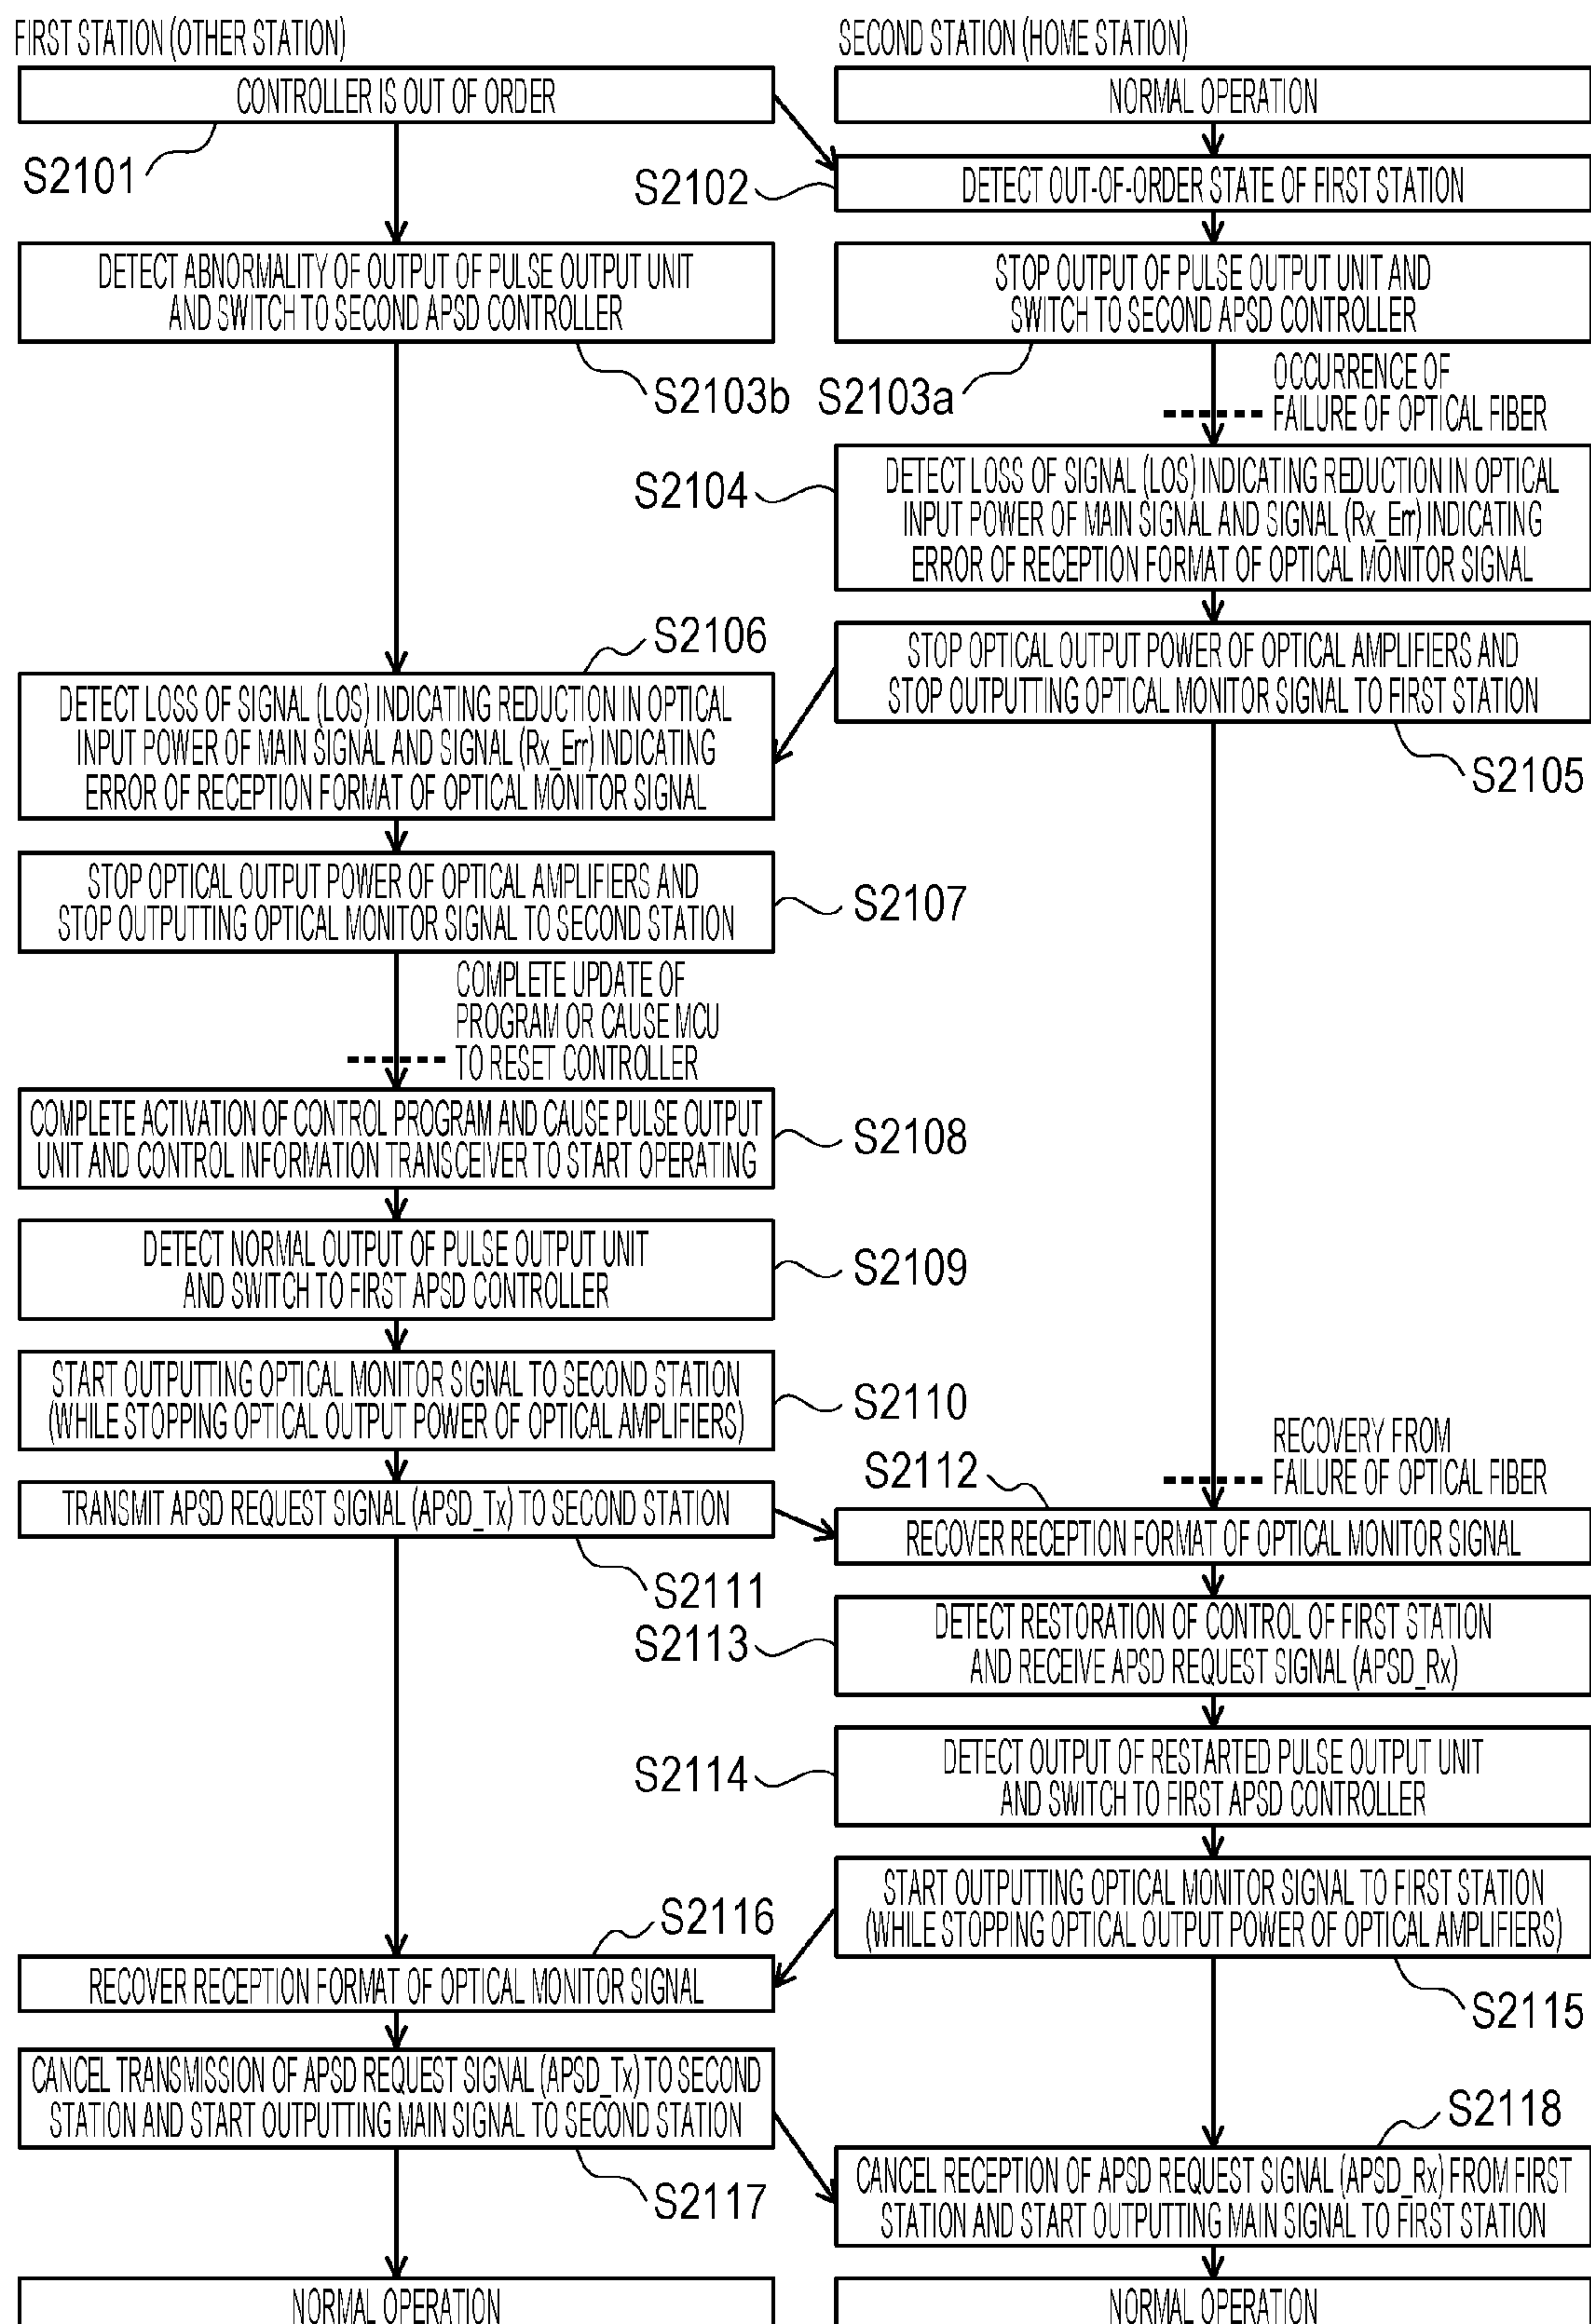 FIRST STATION (OTHER STATION)
SECOND STATION (HOME STATION)
CONTROLLER IS OUT OF ORDER
NORMAL OPERATION
S2101
S2102
DETECT OUT-OF-ORDER STATE OF FIRST STATION
DETECT ABNORMALITY OF OUTPUT OF PULSE OUTPUT UNIT
AND SWITCH TO SECOND APSD CONTROLLER
STOP OUTPUT OF PULSE OUTPUT UNIT AND
SWITCH TO SECOND APSD CONTROLLER
S2103b
S2103a
OCCURRENCE OF
FAILURE OF OPTICAL FIBER
S2104
DETECT LOSS OF SIGNAL (LOS) INDICATING REDUCTION IN OPTICAL
INPUT POWER OF MAIN SIGNAL AND SIGNAL (Rx_Err) INDICATING
ERROR OF RECEPTION FORMAT OF OPTICAL MONITOR SIGNAL
S2106
STOP OPTICAL OUTPUT POWER OF OPTICAL AMPLIFIERS AND
STOP OUTPUTTING OPTICAL MONITOR SIGNAL TO FIRST STATION
S2105
DETECT LOSS OF SIGNAL (LOS) INDICATING REDUCTION IN OPTICAL
INPUT POWER OF MAIN SIGNAL AND SIGNAL (Rx_Err) INDICATING
ERROR OF RECEPTION FORMAT OF OPTICAL MONITOR SIGNAL
STOP OPTICAL OUTPUT POWER OF OPTICAL AMPLIFIERS AND
STOP OUTPUTTING OPTICAL MONITOR SIGNAL TO SECOND STATION
S2107
COMPLETE UPDATE OF
PROGRAM OR CAUSE MCU
TO RESET CONTROLLER
COMPLETE ACTIVATION OF CONTROL PROGRAM AND CAUSE PULSE OUTPUT
UNIT AND CONTROL INFORMATION TRANSCEIVER TO START OPERATING
S2108
DETECT NORMAL OUTPUT OF PULSE OUTPUT UNIT
AND SWITCH TO FIRST APSD CONTROLLER
S2109
START OUTPUTTING OPTICAL MONITOR SIGNAL TO SECOND STATION
(WHILE STOPPING OPTICAL OUTPUT POWER OF OPTICAL AMPLIFIERS)
S2110
RECOVERY FROM
FAILURE OF OPTICAL FIBER
S2112
TRANSMIT APSD REQUEST SIGNAL (APSD_Tx) TO SECOND STATION
RECOVER RECEPTION FORMAT OF OPTICAL MONITOR SIGNAL
S2111
S2113
DETECT RESTORATION OF CONTROL OF FIRST STATION
AND RECEIVE APSD REQUEST SIGNAL (APSD_Rx)
S2114
DETECT OUTPUT OF RESTARTED PULSE OUTPUT UNIT
AND SWITCH TO FIRST APSD CONTROLLER
START OUTPUTTING OPTICAL MONITOR SIGNAL TO FIRST STATION
(WHILE STOPPING OPTICAL OUTPUT POWER OF OPTICAL AMPLIFIERS)
S2116
RECOVER RECEPTION FORMAT OF OPTICAL MONITOR SIGNAL
S2115
CANCEL TRANSMISSION OF APSD REQUEST SIGNAL (APSD_Tx) TO SECOND
STATION AND START OUTPUTTING MAIN SIGNAL TO SECOND STATION
S2118
S2117
CANCEL RECEPTION OF APSD REQUEST SIGNAL (APSD_Rx) FROM FIRST
STATION AND START OUTPUTTING MAIN SIGNAL TO FIRST STATION
NORMAL OPERATION
NORMAL OPERATION